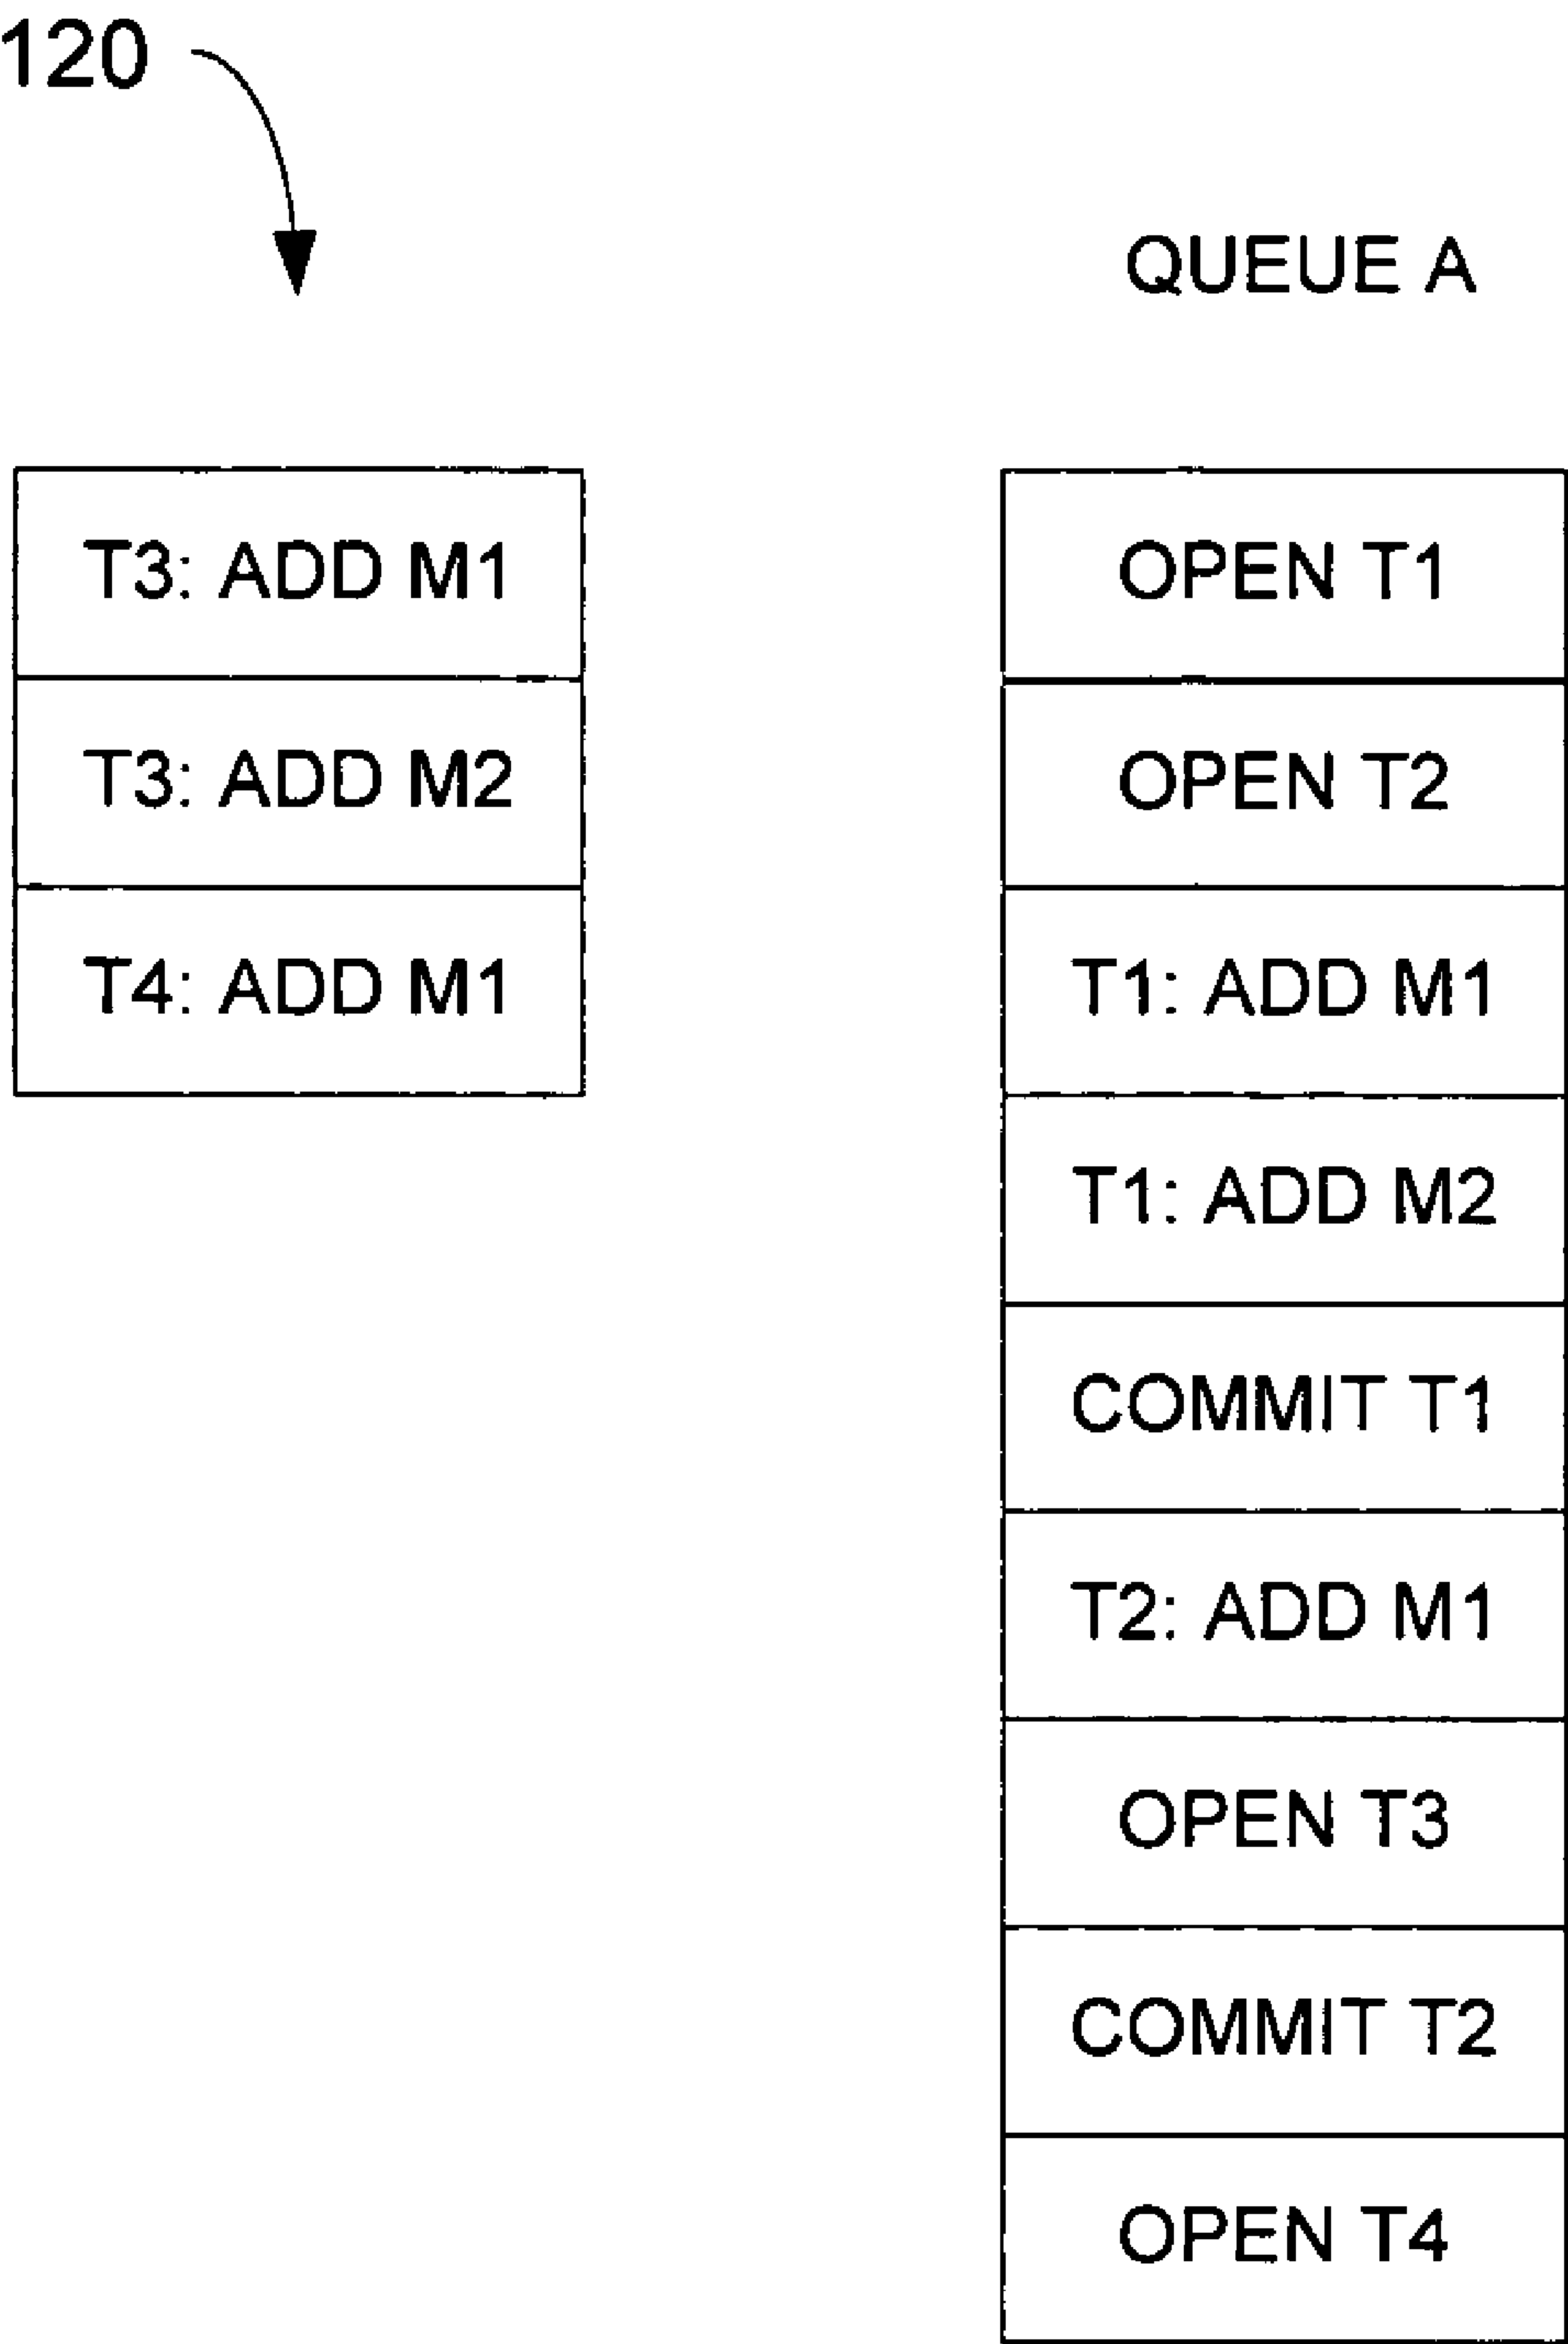 120
T3: ADD M1
T3: ADD M2
T4: ADD M1
QUEUE A
OPEN T1
OPEN T2
T1: ADD M1
T1: ADD M2
COMMIT T1
T2: ADD M1
OPEN T3
COMMIT T2
OPEN T4